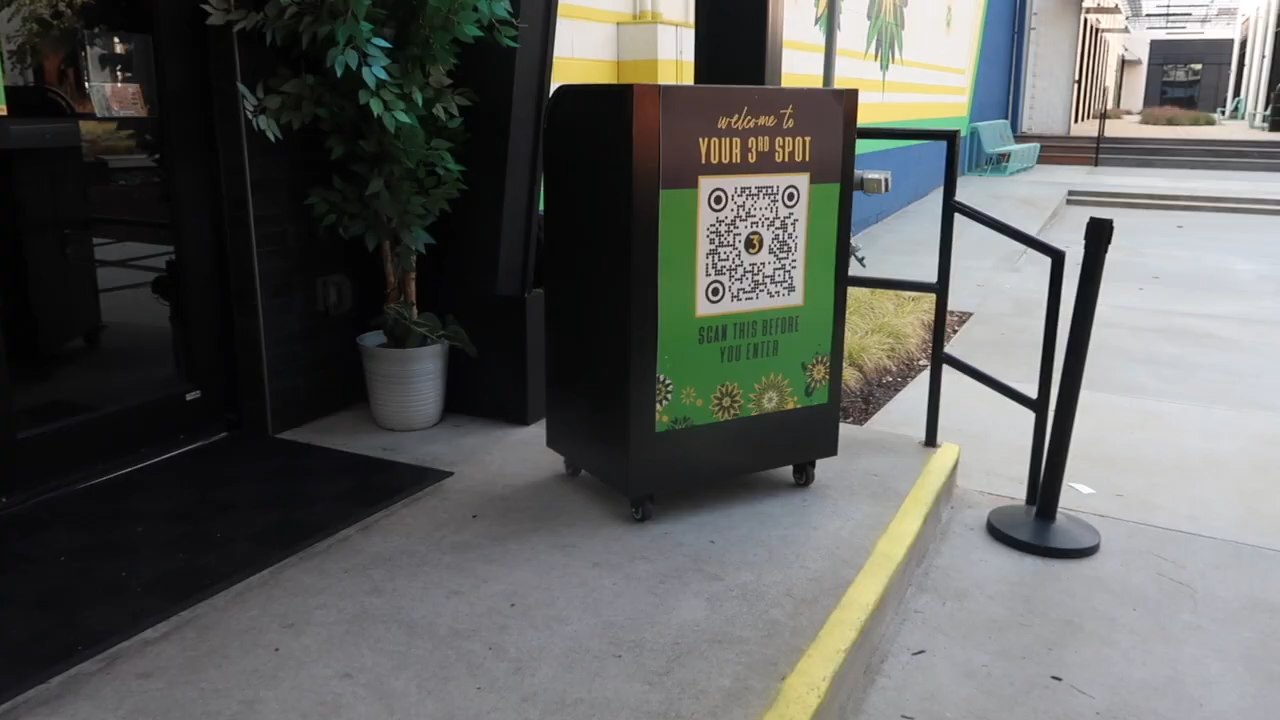 welcome to
YOUR 3RD SPOT
3
SCAN THIS BEFORE
YOU ENTER